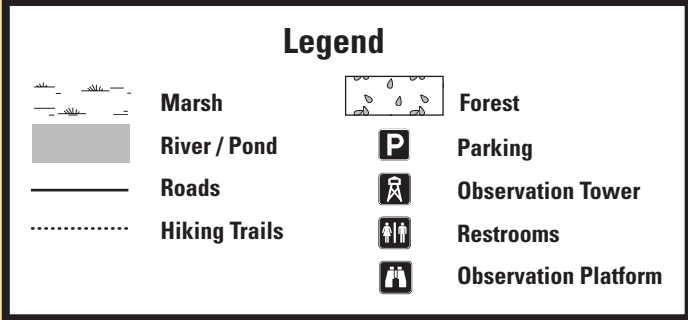 Legend
Marsh
River / Pond
Roads
Hiking Trails
Forest
P Parking
Observation Tower
Restrooms
Observation Platform